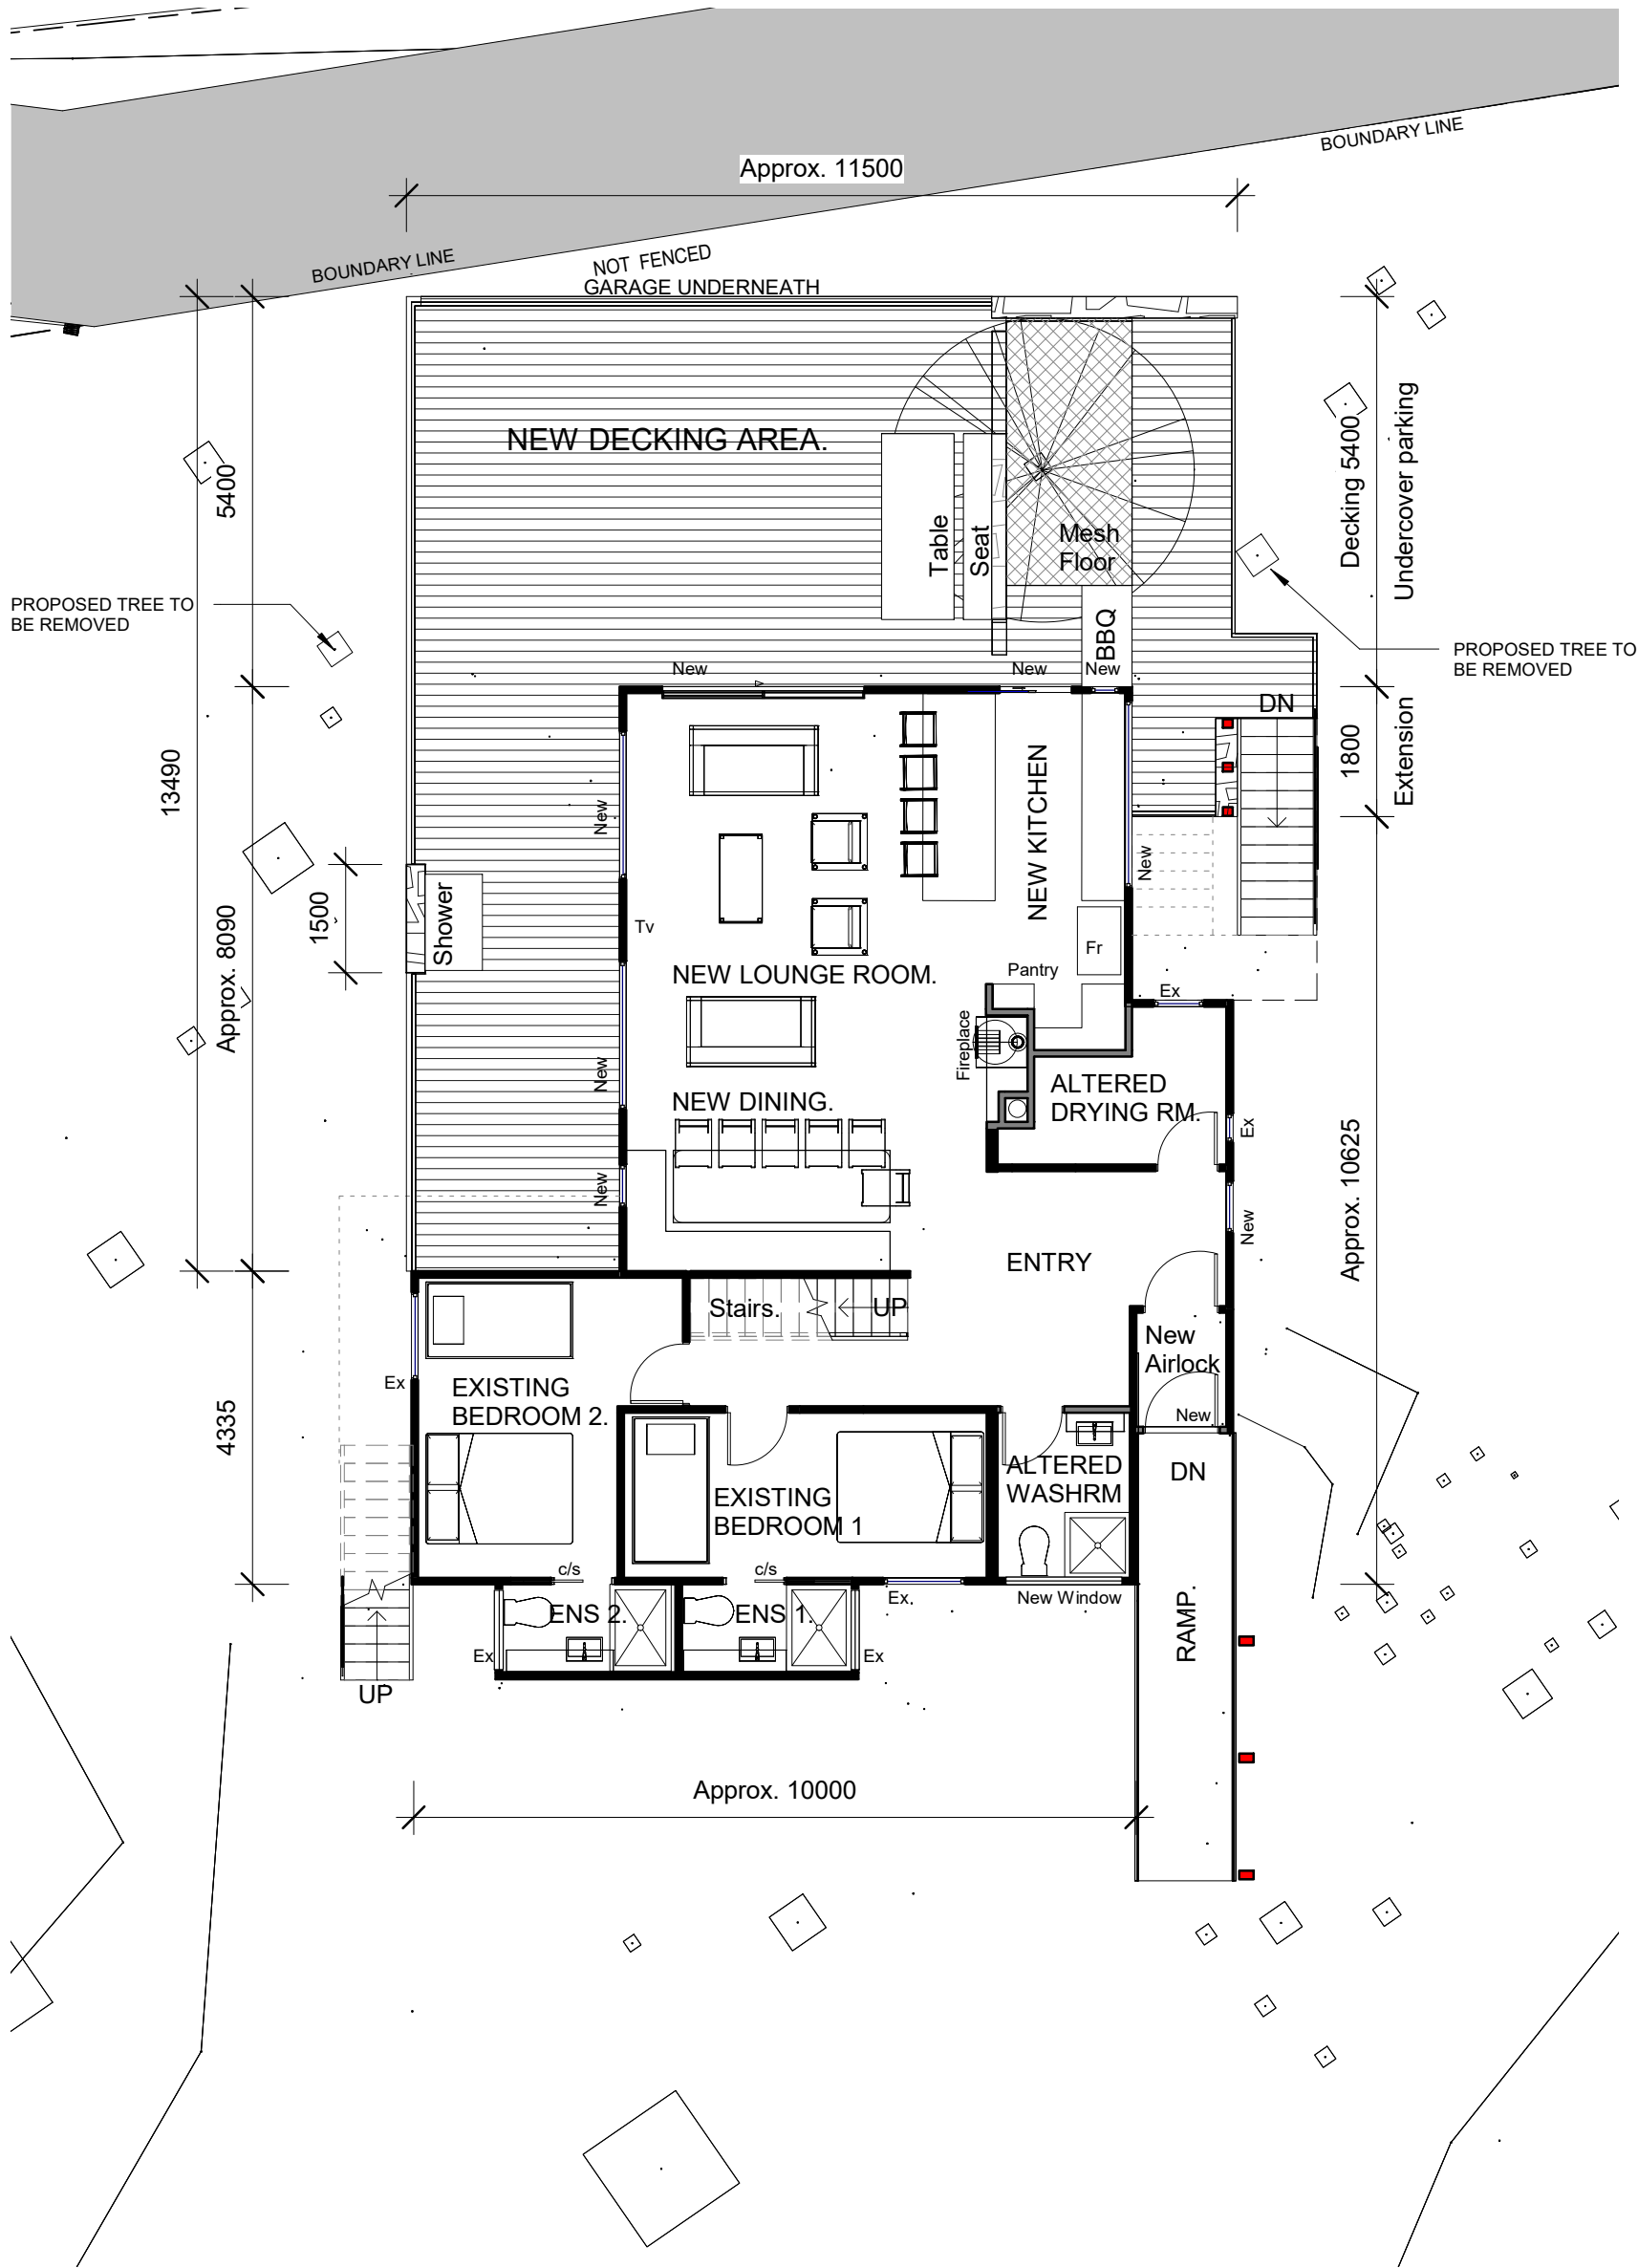 BOUNDARY LINE
Approx. 11500
BOUNDARY LINE
NOT FENCED
GARAGE UNDERNEATH
NEW DECKING AREA.
5400
Decking 5400
Undercover parking
Table
Seat
Mesh
Floor
BBQ
PROPOSED TREE TO
BE REMOVED
PROPOSED TREE TO
BE REMOVED
New
New
New
DN
1800
Extension
13490
New
NEW KITCHEN
New
Approx. 8090
1500
Shower
Tv
Fr
NEW LOUNGE ROOM.
Pantry
Ex
Fireplace
New
NEW DINING.
ALTERED
DRYING RM.
Ex
Approx. 10625
New
New
ENTRY
Stairs.
UP
New
Airlock
Ex
EXISTING
BEDROOM 2.
New
4335
ALTERED
WASHRM
DN
EXISTING
BEDROOM 1
c/s
c/s
Ex.
New Window
ENS 2.
ENS 1.
RAMP.
Ex
Ex
UP
Approx. 10000